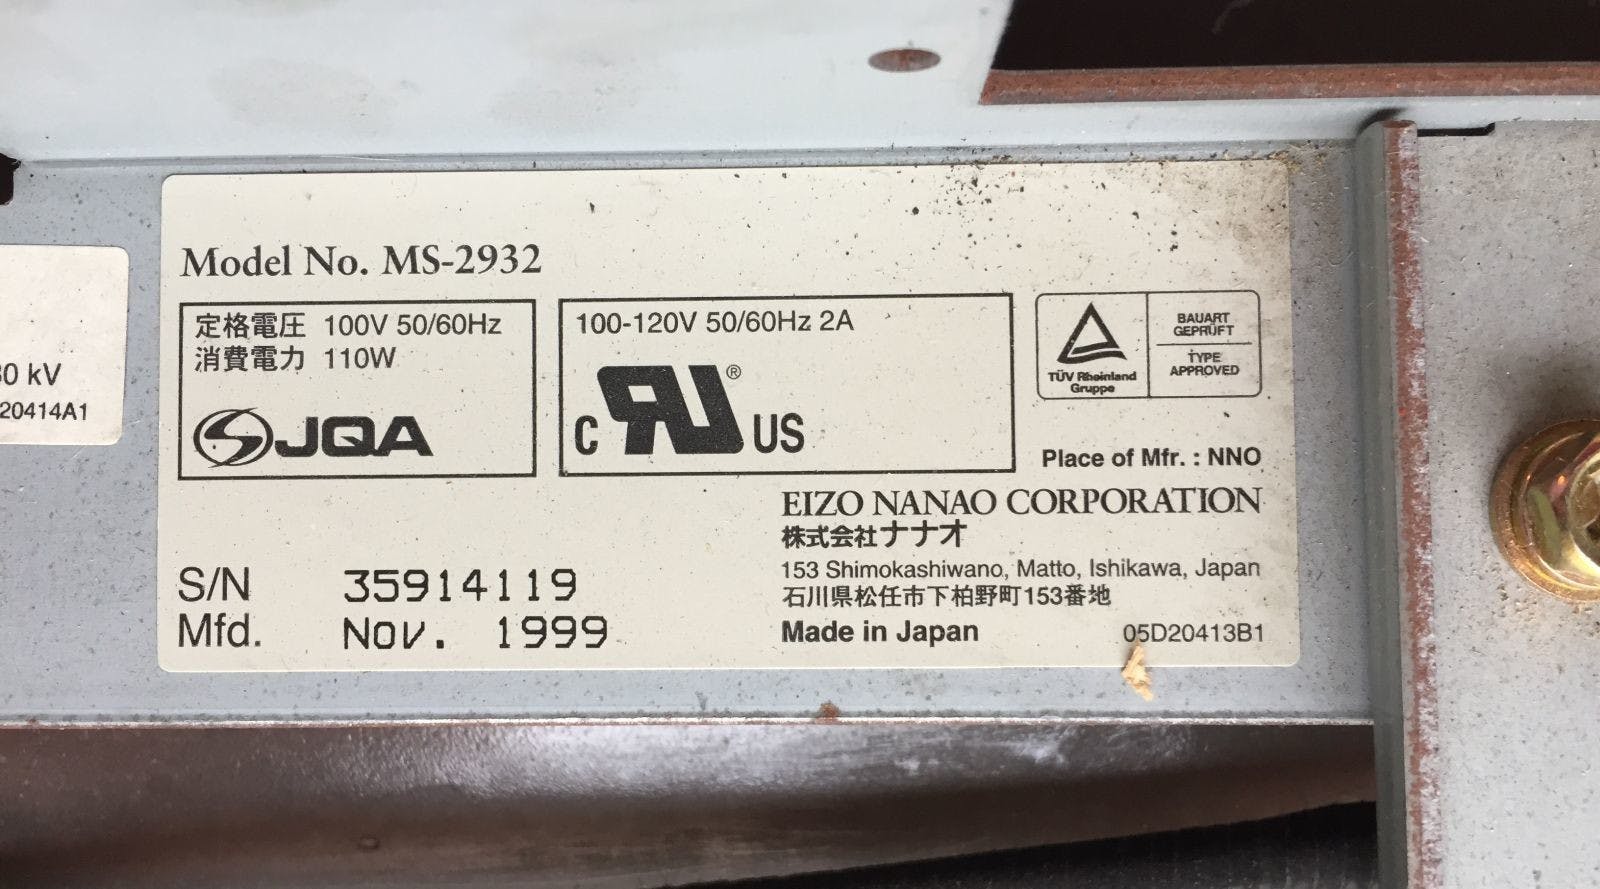 Model No. MS-2932
定格電圧 100V 50/60Hz
消費電力 110W
JQA
100-120V 50/60Hz 2A
C RU ® US
TÜV Rheinland
Gruppe
BAUART
GEPRÜFT
TYPE
APPROVED
Place of Mfr. : NNO
EIZO NANAO CORPORATION
株式会社ナナオ
153 Shimokashiwano, Matto, Ishikawa, Japan
石川県松任市下柏野町153番地
Made in Japan 05D20413B1
S/N 35914119
Mfd. Nov. 1999
kV
20414A1